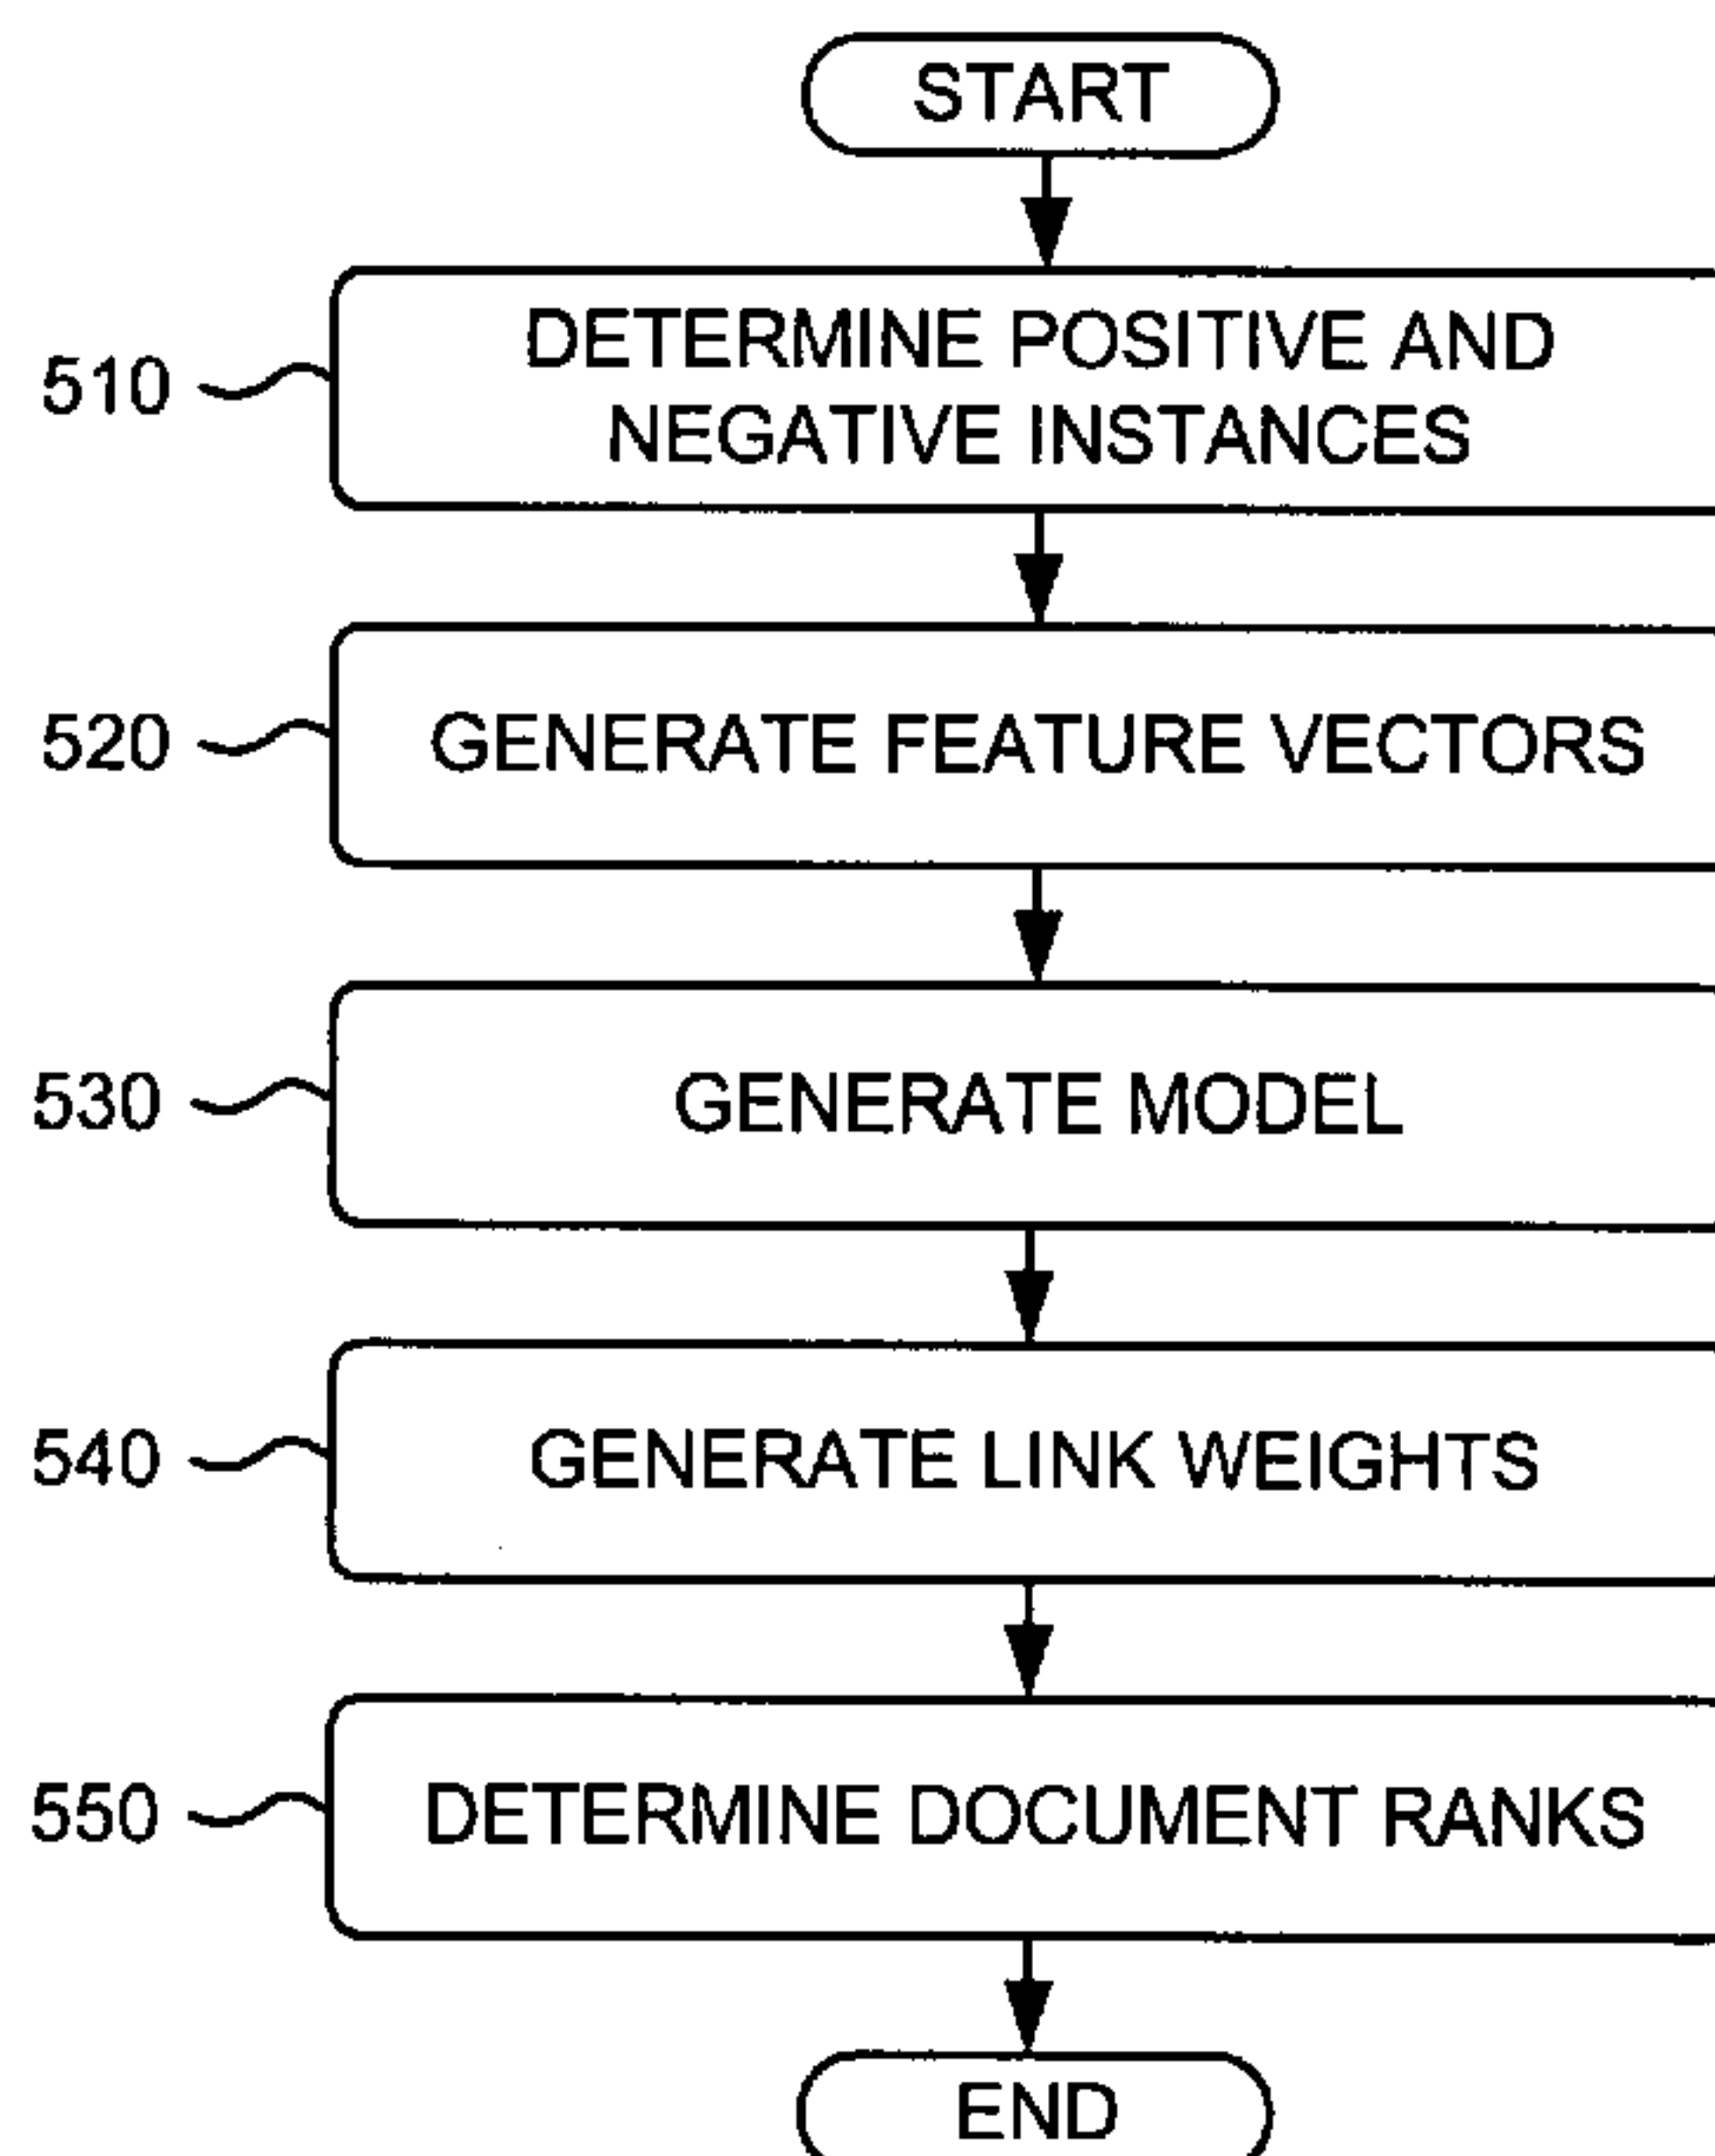 START
510
DETERMINE POSITIVE AND
NEGATIVE INSTANCES
520
GENERATE FEATURE VECTORS
530
GENERATE MODEL
540
GENERATE LINK WEIGHTS
550
DETERMINE DOCUMENT RANKS
END